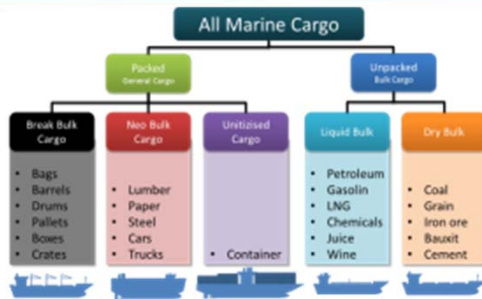 All Marine Cargo
Packed
General Cargo
Unpacked
Bulk Cargo
Break Bulk
Cargo
• Bags
• Barrels
• Drums
• Pallets
• Boxes
• Crates
Neo Bulk
Cargo
• Lumber
• Paper
• Steel
• Cars
• Trucks
Unitizised
Cargo
• Container
Liquid Bulk
• Petroleum
• Gasolin
• LNG
• Chemicals
• Juice
• Wine
Dry Bulk
• Coal
• Grain
• Iron ore
• Bauxit
• Cement